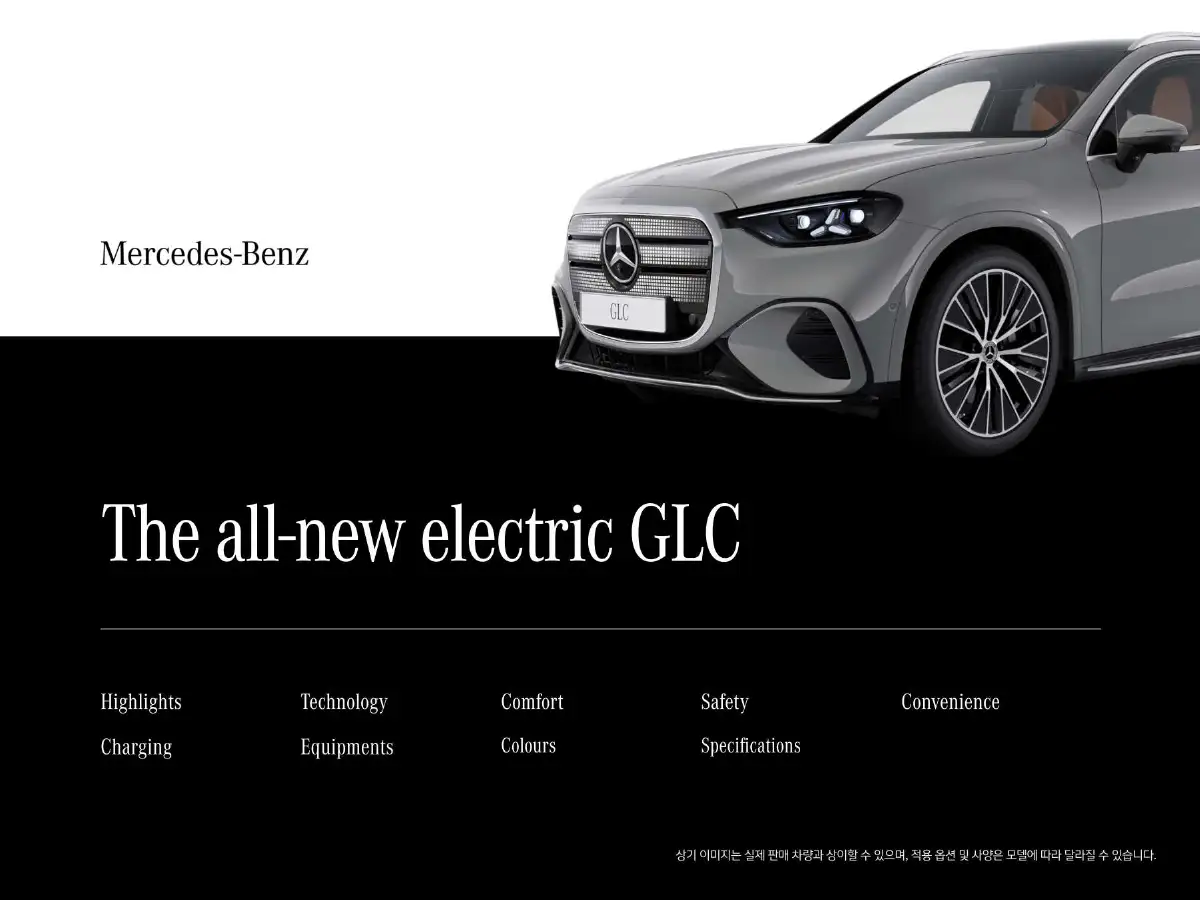 Mercedes-Benz
GLC
The all-new electric GLC
Highlights
Technology
Comfort
Safety
Convenience
Charging
Equipments
Colours
Specifications
상기 이미지는 실제 판매 차량과 상이할 수 있으며, 적용 옵션 및 사양은 모델에 따라 달라질 수 있습니다.